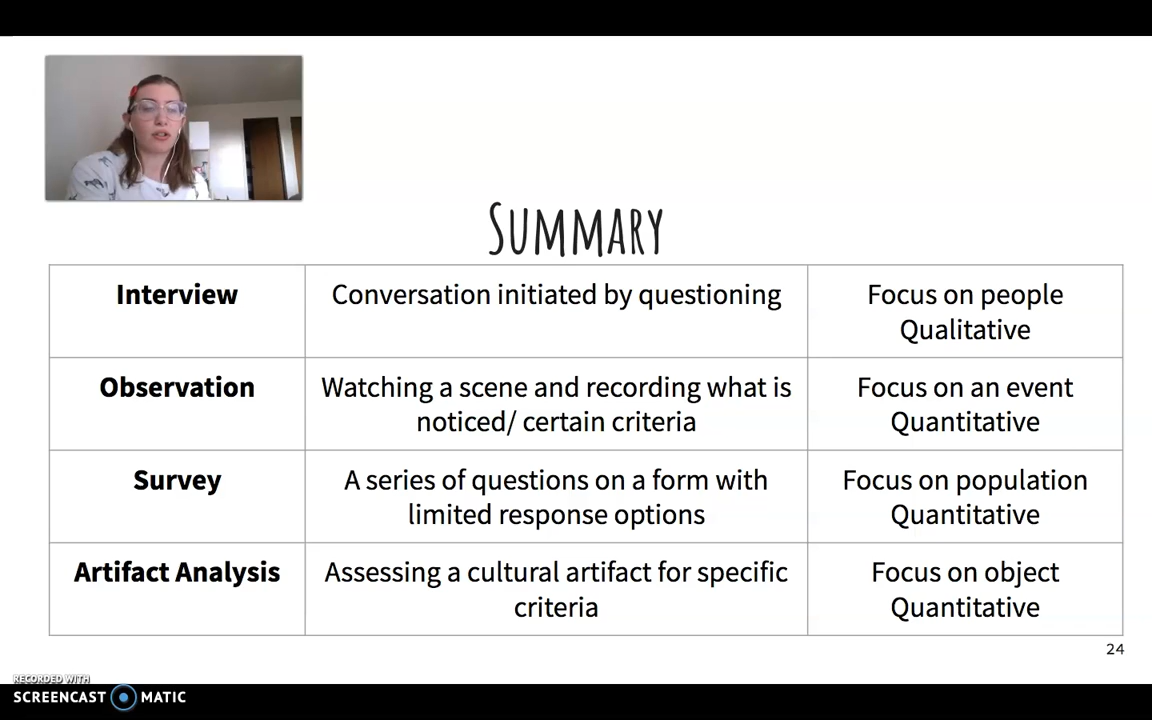 Summary
Interview
Conversation initiated by questioning
Focus on people
Qualitative
Observation
Watching a scene and recording what is
noticed/ certain criteria
Focus on an event
Quantitative
Survey
A series of questions on a form with
limited response options
Focus on population
Quantitative
Artifact Analysis
Assessing a cultural artifact for specific
criteria
Focus on object
Quantitative
24
RECORDED WITH
SCREENCAST MATIC